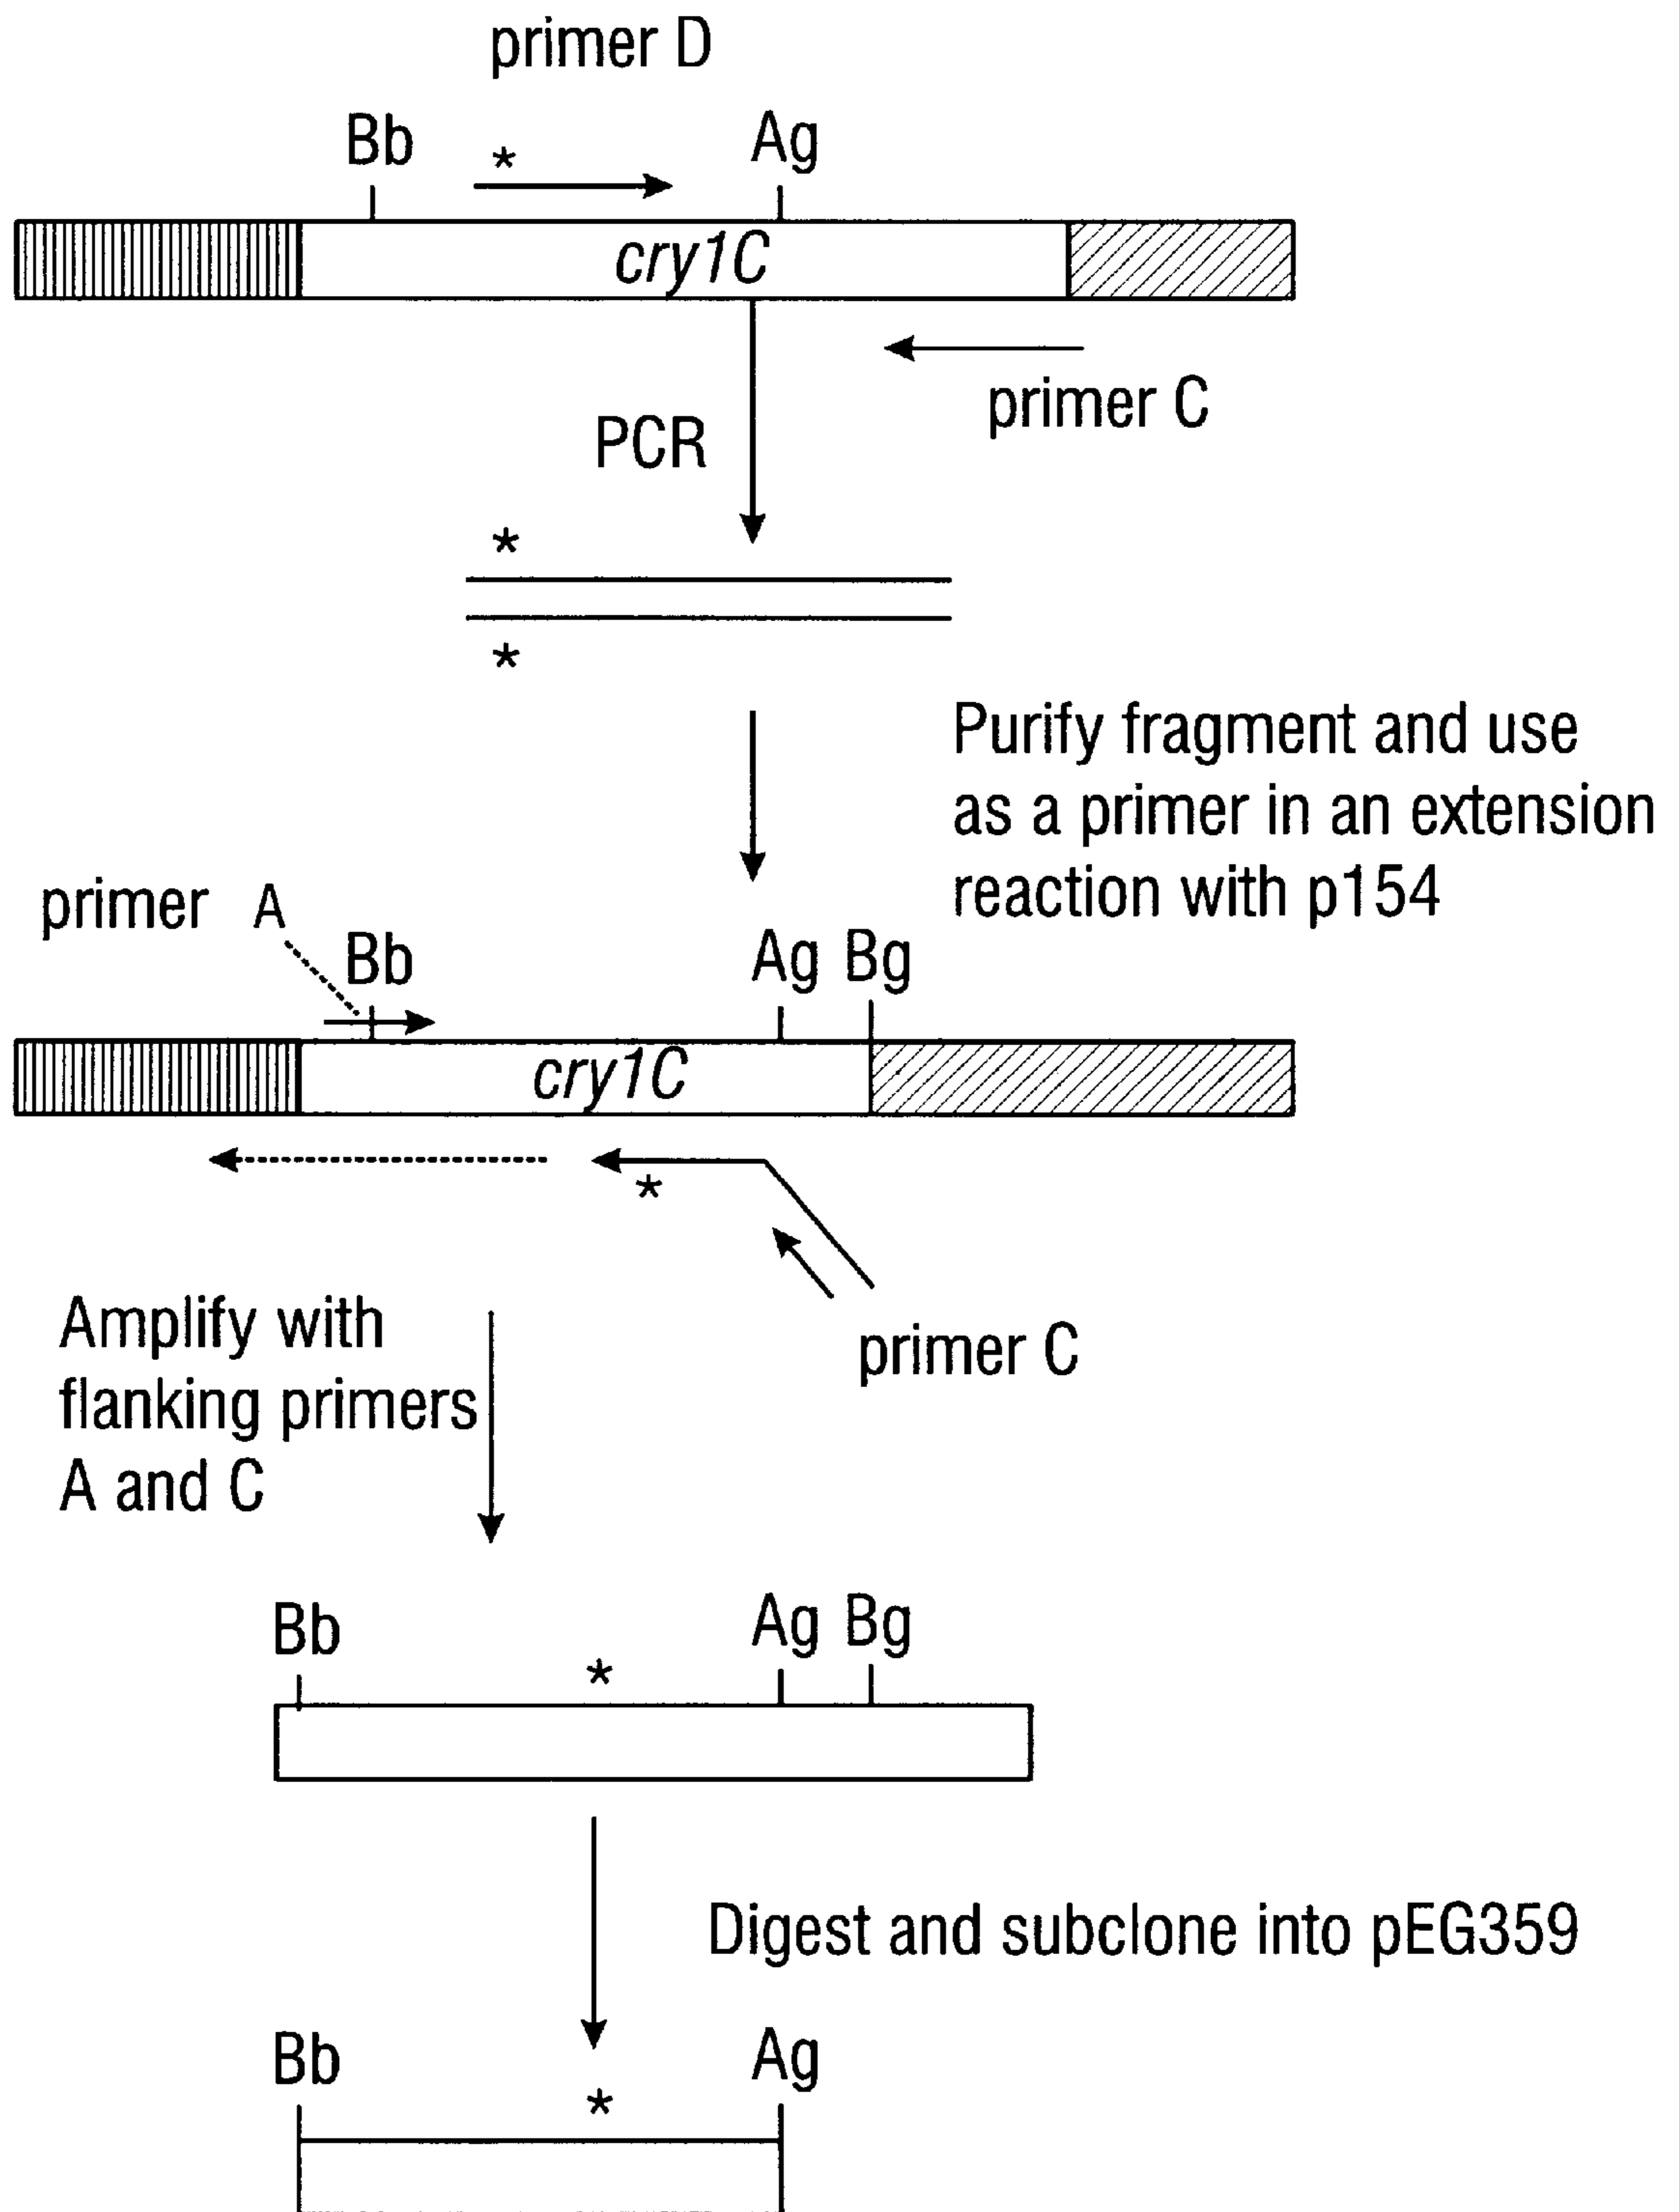 primer D
Bb
*
Ag
cry1C
primer C
PCR
*
*
Purify fragment and use
as a primer in an extension
reaction with p154
primer A
Bb
Ag Bg
cry1C
*
primer C
Amplify with
flanking primers
A and C
Bb
*
Ag Bg
Digest and subclone into pEG359
Bb
*
Ag